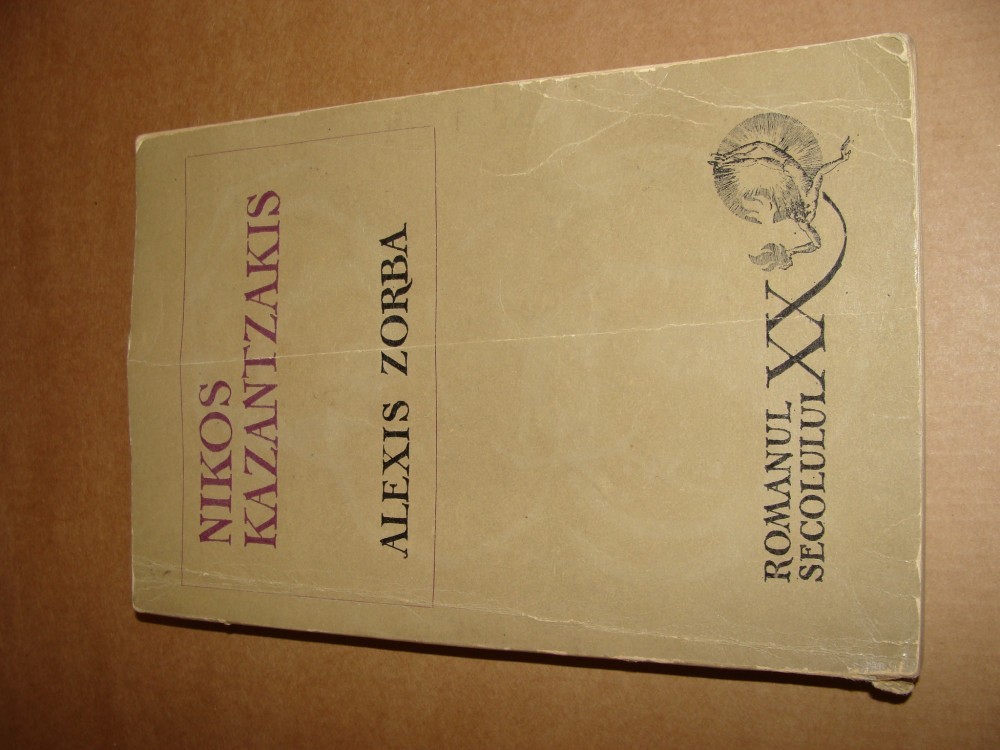 NIKOS
KAZANTZAKIS
ALEXIS ZORBA
ROMANUL
SECOLULUI XX